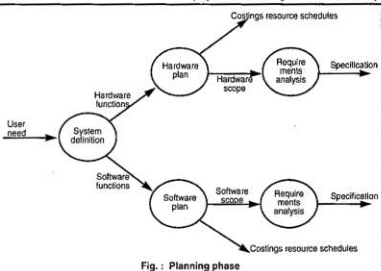 Costings resource schedules
Hardware
plan
Require
ments
analysis
Specification
Hardware
scope
Hardware
functions
User
need
System
definition
Software
functions
Software
plan
Software
scope
Require
ments
analysis
Specification
Costings resource schedules
Fig. : Planning phase